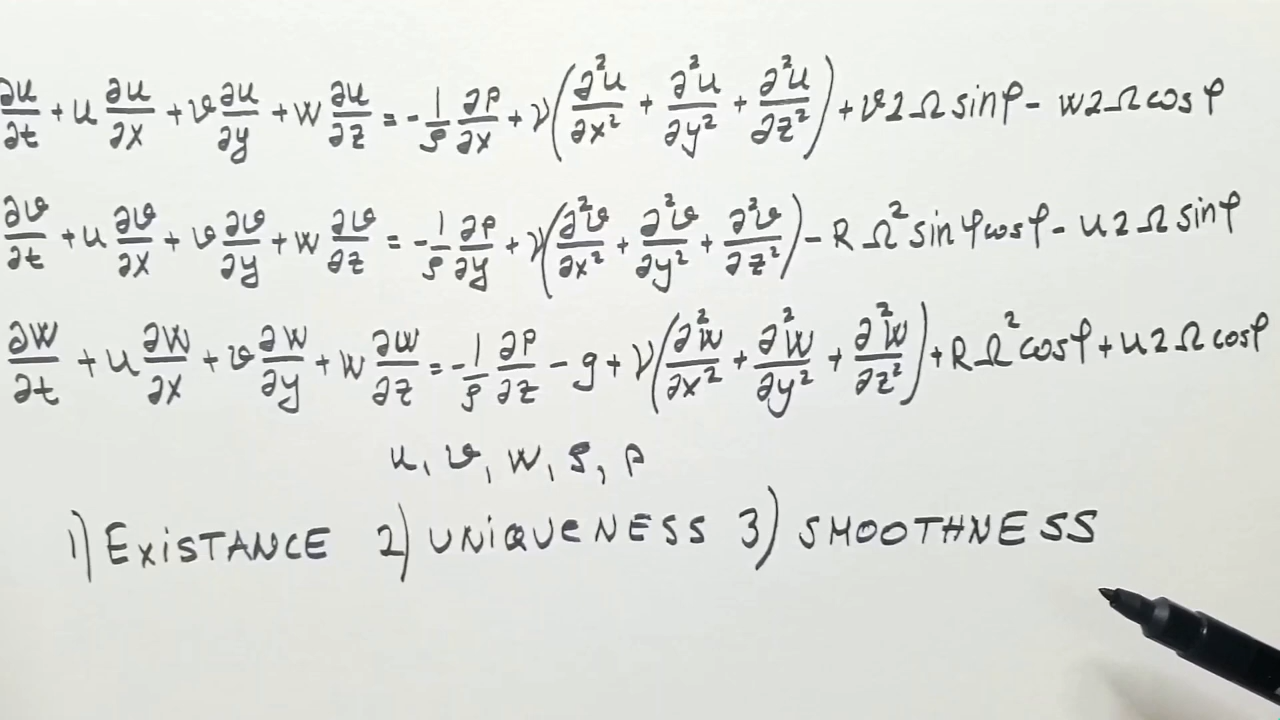 ∂u/∂t + u ∂u/∂x + v ∂u/∂y + w ∂u/∂z = - 1/ρ ∂p/∂x + ν(∂²u/∂x² + ∂²u/∂y² + ∂²u/∂z²) + v2Ω sinφ - w2Ω cosφ
∂v/∂t + u ∂v/∂x + v ∂v/∂y + w ∂v/∂z = - 1/ρ ∂p/∂y + ν(∂²v/∂x² + ∂²v/∂y² + ∂²v/∂z²) - RΩ² sinφ cosφ - u2Ω sinφ
∂w/∂t + u ∂w/∂x + v ∂w/∂y + w ∂w/∂z = - 1/ρ ∂p/∂z - g + ν(∂²w/∂x² + ∂²w/∂y² + ∂²w/∂z²) + RΩ² cosφ + u2Ω cosφ
u, v, w, ρ, p
1) EXiSTANCE 2) UNiQUENESS 3) SMOOTHNESS